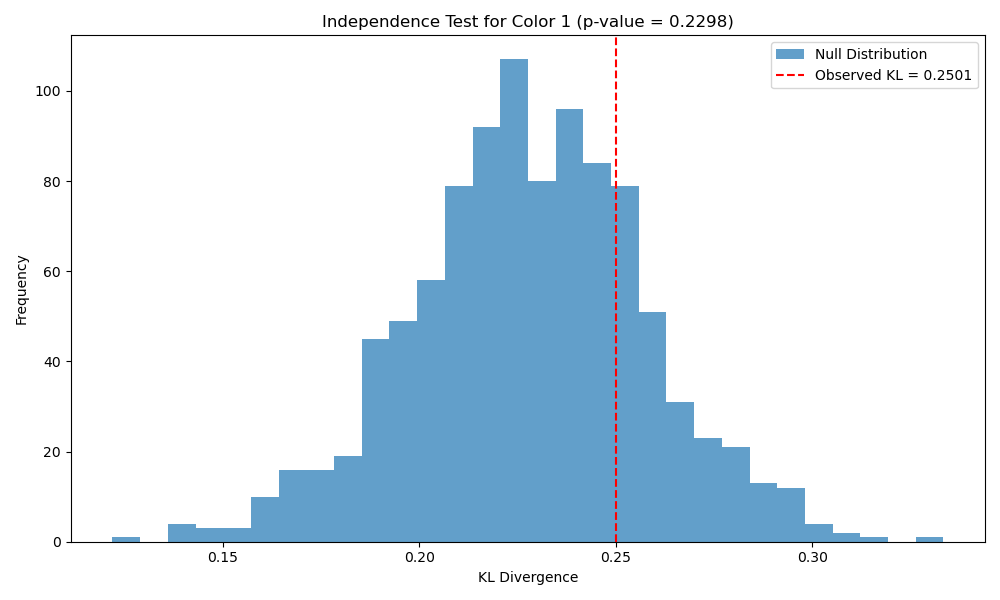 Independence Test for Color 1 (p-value = 0.2298)
Null Distribution
Observed KL = 0.2501
100
80
60
40
20
0
Frequency
0.15
0.20
0.25
0.30
KL Divergence